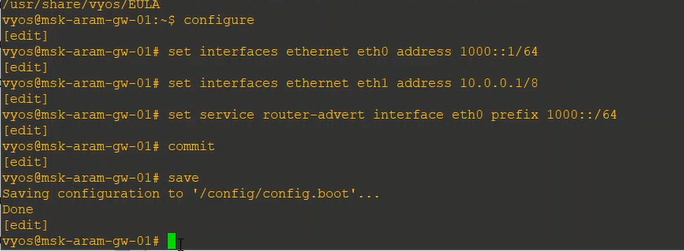 /usr/share/vyos/EULA
vyos@msk-aram-gw-01:~$ configure
[edit]
vyos@msk-aram-gw-01# set interfaces ethernet eth0 address 1000::1/64
[edit]
vyos@msk-aram-gw-01# set interfaces ethernet eth1 address 10.0.0.1/8
[edit]
vyos@msk-aram-gw-01# set service router-advert interface eth0 prefix 1000::/64
[edit]
vyos@msk-aram-gw-01# commit
[edit]
vyos@msk-aram-gw-01# save
Saving configuration to '/config/config.boot'...
Done
[edit]
vyos@msk-aram-gw-01#